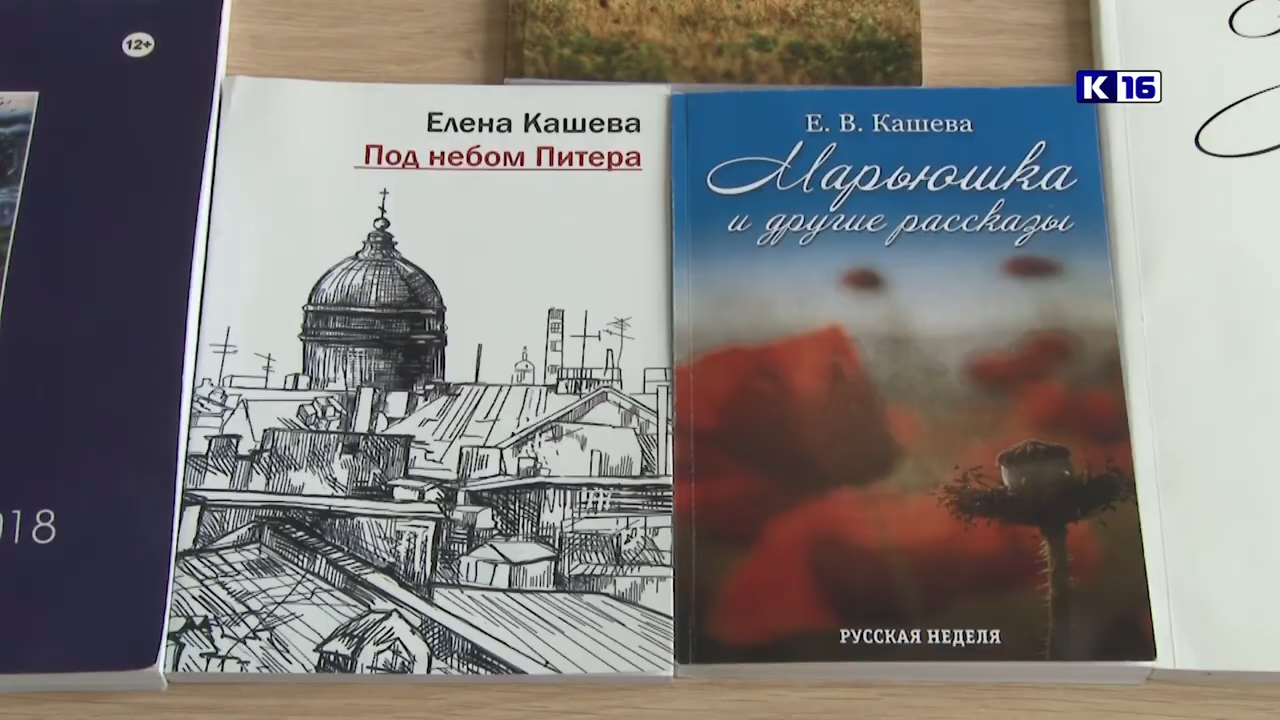 12+
К 16
Елена Кашева
Под небом Питера
Е. В. Кашева
Марьюшка
и другие рассказы
018
РУССКАЯ НЕДЕЛЯ